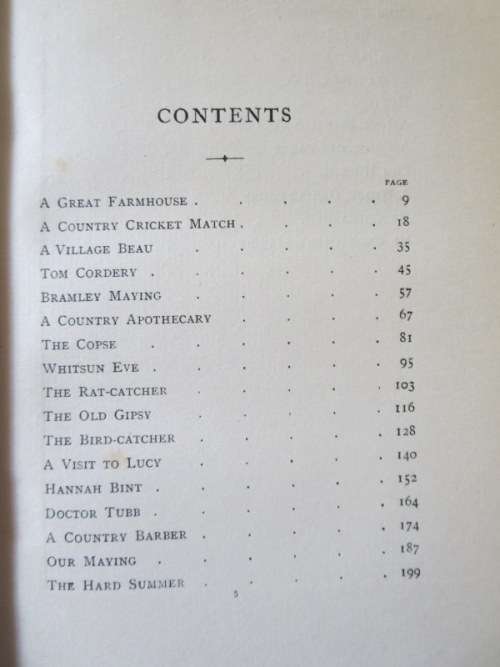 CONTENTS
PAGE
A GREAT FARMHOUSE . . . . . 9
A COUNTRY CRICKET MATCH . . . . 18
A VILLAGE BEAU . . . . . 35
TOM CORDERY . . . . . . 45
BRAMLEY MAYING . . . . . 57
A COUNTRY APOTHECARY . . . . 67
THE COPSE . . . . . . 81
WHITSUN EVE . . . . . . 95
THE RAT-CATCHER . . . . . 103
THE OLD GIPSY . . . . . 116
THE BIRD-CATCHER . . . . . 128
A VISIT TO LUCY . . . . . 140
HANNAH BINT . . . . . . 152
DOCTOR TUBB . . . . . . 164
A COUNTRY BARBER . . . . . 174
OUR MAYING . . . . . . 187
THE HARD SUMMER . . . . . 199
5